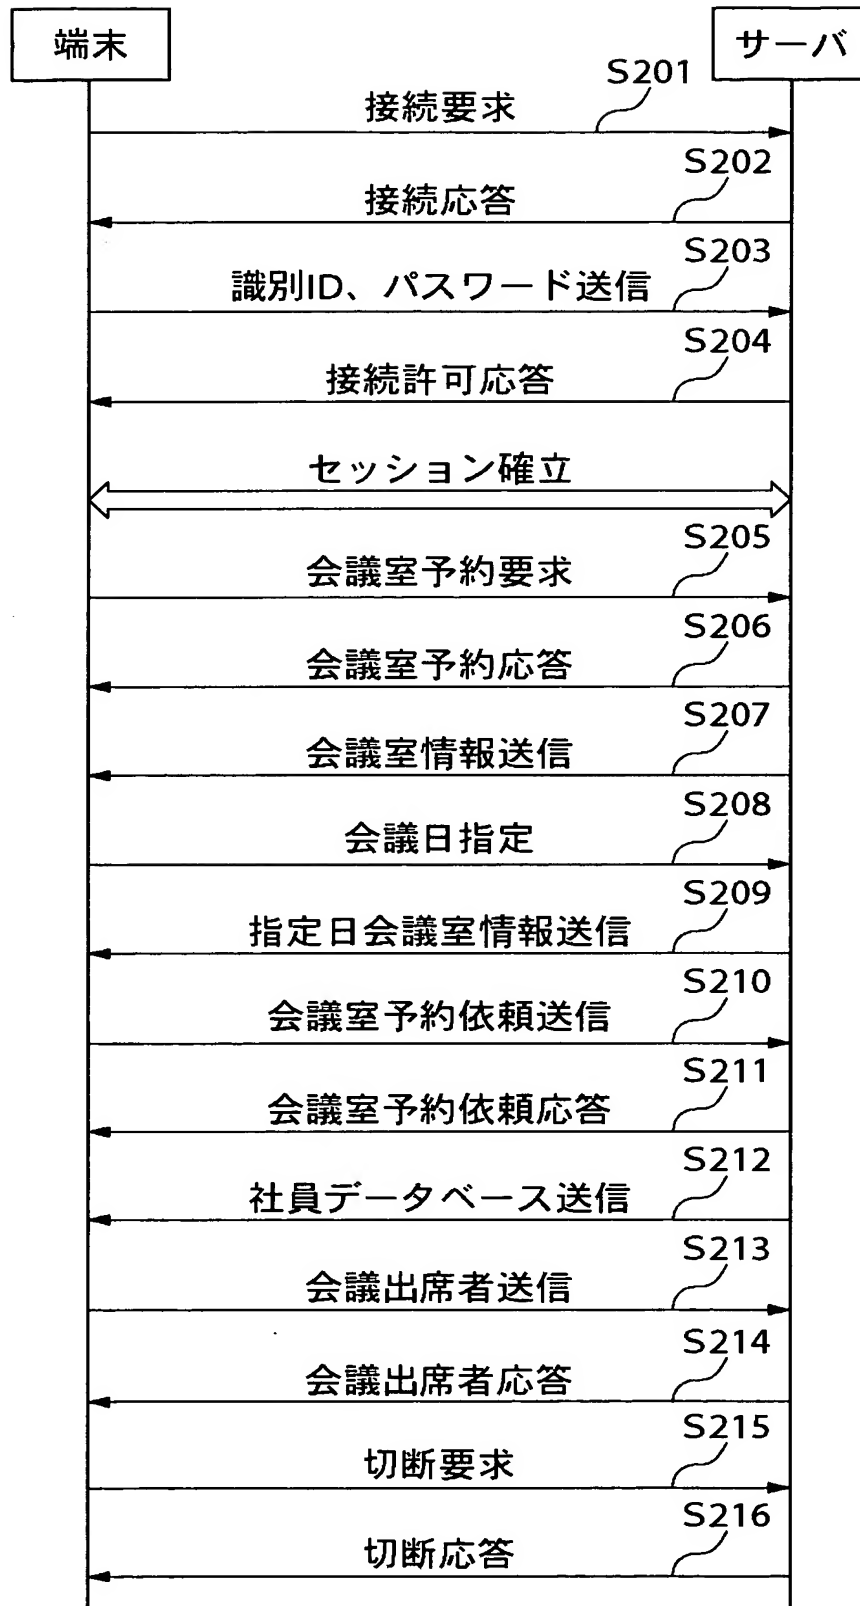 端末
サーバ
S201
接続要求
S202
接続応答
S203
識別ID、パスワード送信
S204
接続許可応答
セッション確立
S205
会議室予約要求
S206
会議室予約応答
S207
会議室情報送信
S208
会議日指定
S209
指定日会議室情報送信
S210
会議室予約依頼送信
S211
会議室予約依頼応答
S212
社員データベース送信
S213
会議出席者送信
S214
会議出席者応答
S215
切断要求
S216
切断応答